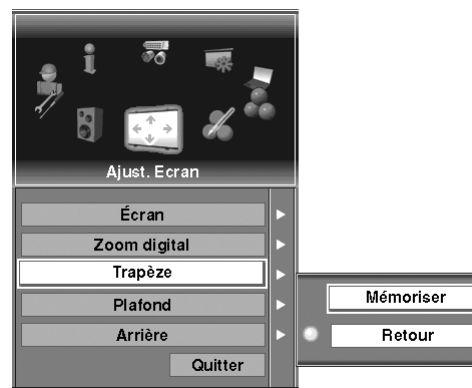 Ajust. Ecran
Écran
Zoom digital
Trapèze
Mémoriser
Plafond
Retour
Arrière
Quitter